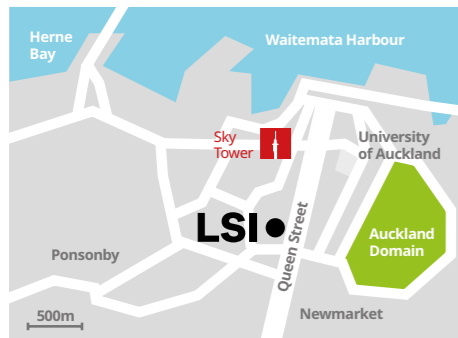 Herne
Bay
Waitemata Harbour
Sky
Tower
University
of Auckland
LSI
Queen Street
Auckland
Domain
Ponsonby
Newmarket
500m